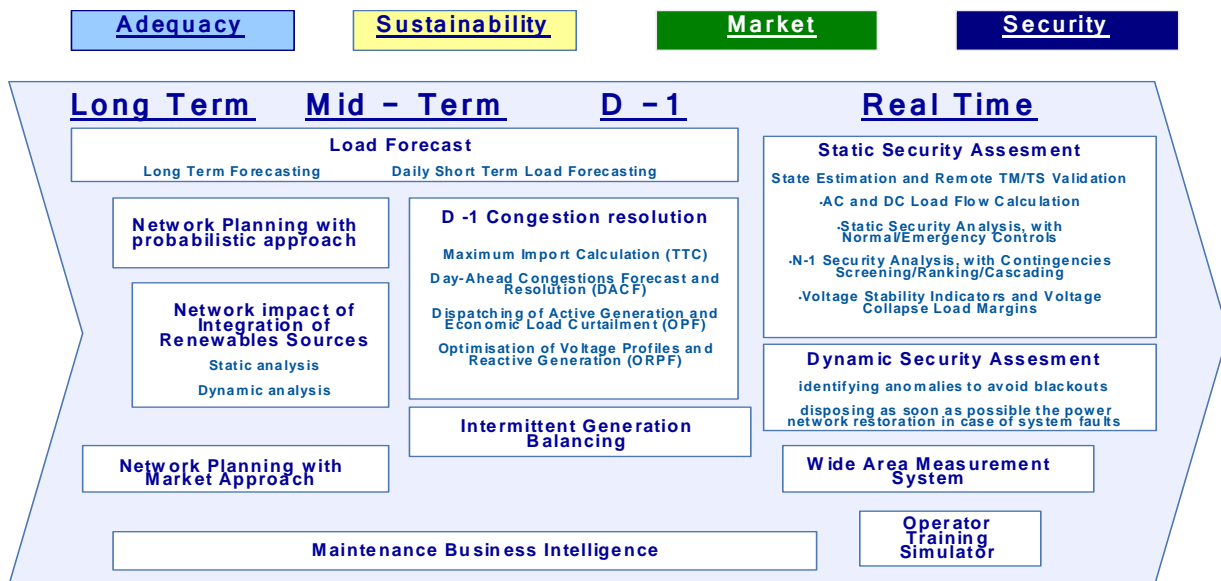 Adequacy
Sustainability
Market
Security
Long Term
Mid – Term
D –1
Real Time
Load Forecast
Long Term Forecasting
Daily Short Term Load Forecasting
Network Planning with
probabilistic approach
Network impact of
Integration of
Renewables Sources
Static analysis
Dynamic analysis
Network Planning with
Market Approach
D -1 Congestion resolution
Maximum Import Calculation (TTC)
Day-Ahead Congestions Forecast and
Resolution (DACF)
Dispatching of Active Generation and
Economic Load Curtailment (OPF)
Optimisation of Voltage Profiles and
Reactive Generation (ORPF)
Intermittent Generation
Balancing
Maintenance Business Intelligence
Static Security Assesment
State Estimation and Remote TM/TS Validation
·AC and DC Load Flow Calculation
·Static Security Analysis, with
Normal/Emergency Controls
·N-1 Security Analysis, with Contingencies
Screening/Ranking/Cascading
·Voltage Stability Indicators and Voltage
Collapse Load Margins
Dynamic Security Assesment
identifying anomalies to avoid blackouts
disposing as soon as possible the power
network restoration in case of system faults
Wide Area Measurement
System
Operator
Training
Simulator